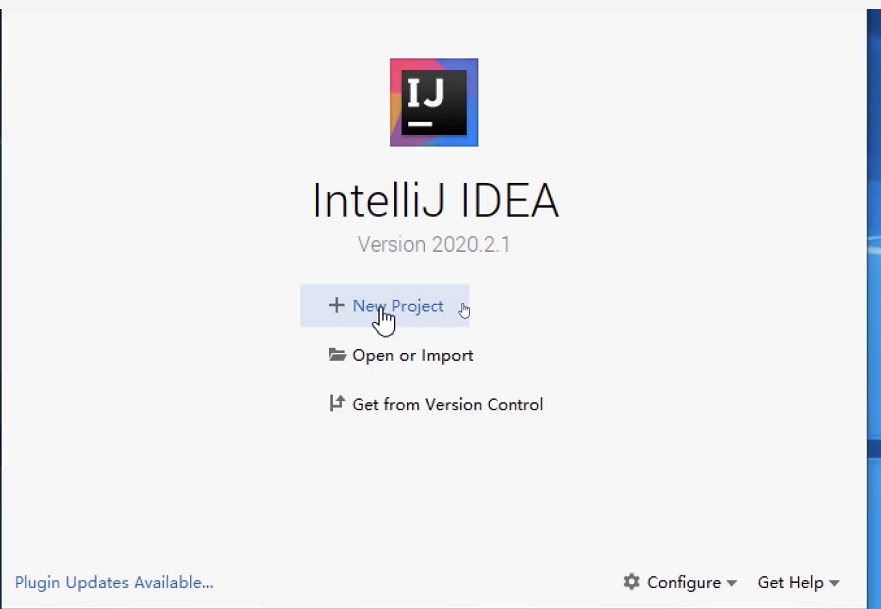 IJ
IntelliJ IDEA
Version 2020.2.1
New Project
Open or Import
Get from Version Control
Plugin Updates Available...
Configure
Get Help